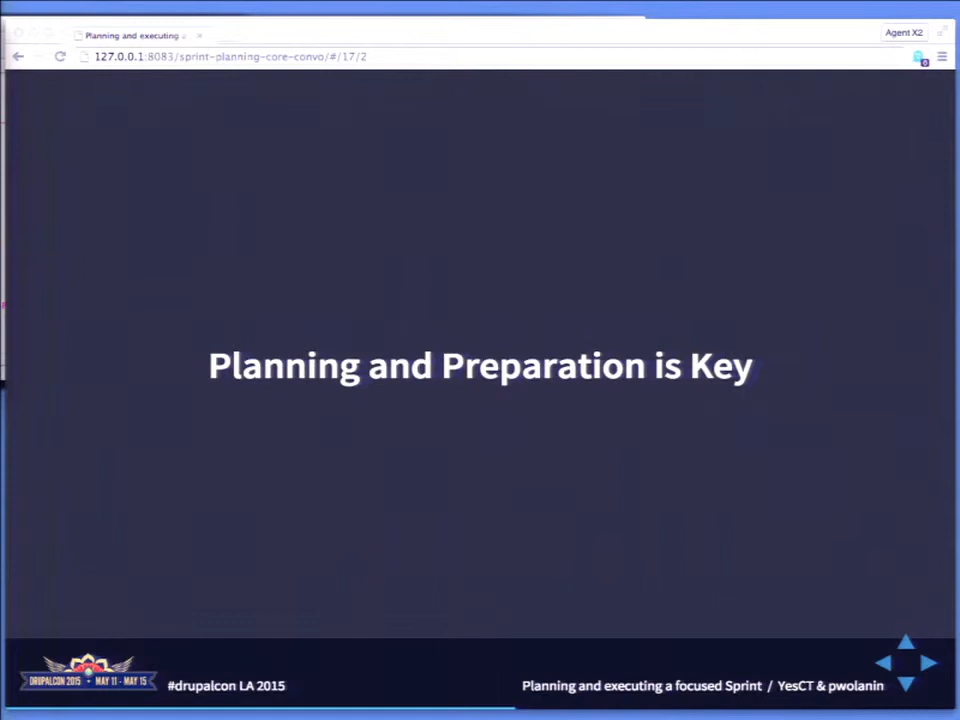 Planning and executing a
Agent X2
127.0.0.1:8083/sprint-planning-core-convo/#/17/2
0
Planning and Preparation is Key
DRUPALCON 2015 • MAY 11 - MAY 15
#drupalcon LA 2015
Planning and executing a focused Sprint / YesCT & pwolanin